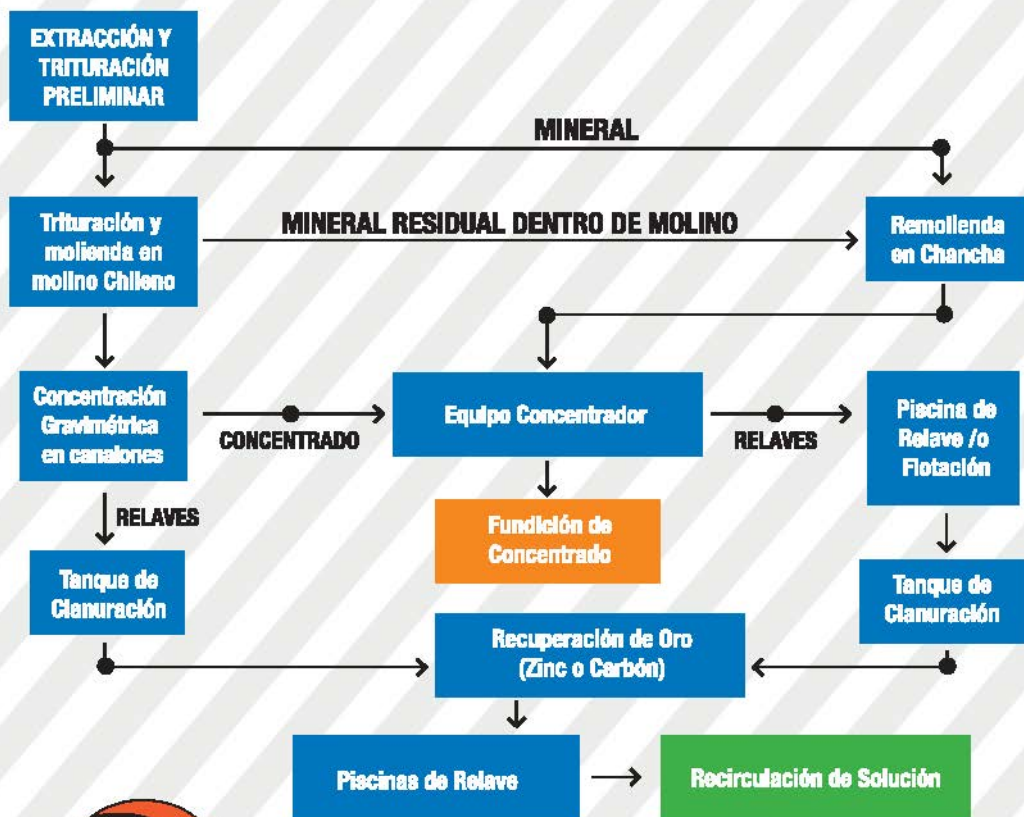 EXTRACCIÓN Y
TRITURACIÓN
PRELIMINAR
MINERAL
Trituración y
molienda en
molino Chileno
MINERAL RESIDUAL DENTRO DE MOLINO
Remolienda
en Chancha
Concentración
Gravimétrica
en canalones
CONCENTRADO
Equipo Concentrador
RELAVES
Piscina de
Relave /o
Flotación
RELAVES
Fundición de
Concentrado
Tanque de
Cianuración
Tanque de
Cianuración
Recuperación de Oro
(Zinc o Carbón)
Piscinas de Relave
Recirculación de Solución